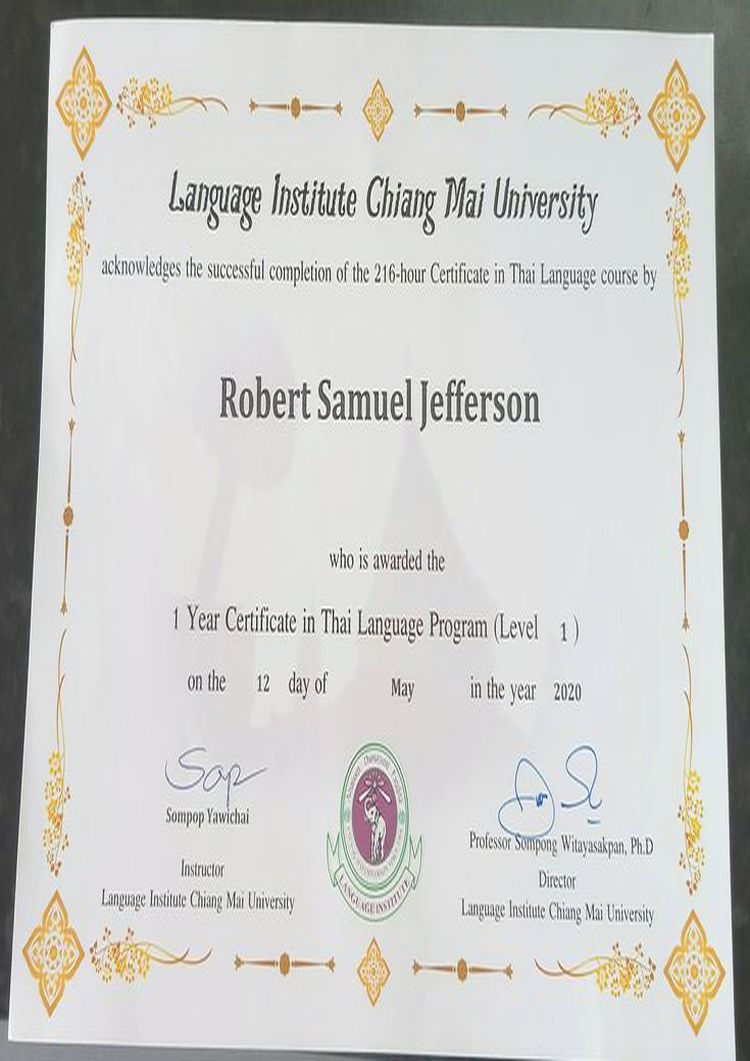 Language Institute Chiang Mai University
acknowledges the successful completion of the 216-hour Certificate in Thai Language course by
Robert Samuel Jefferson
who is awarded the
1 Year Certificate in Thai Language Program (Level 1 )
on the 12 day of May in the year 2020
Sompop Yawichai
Instructor
Language Institute Chiang Mai University
LANGUAGE INSTITUTE
Professor Sompong Witayasakpan, Ph.D
Director
Language Institute Chiang Mai University